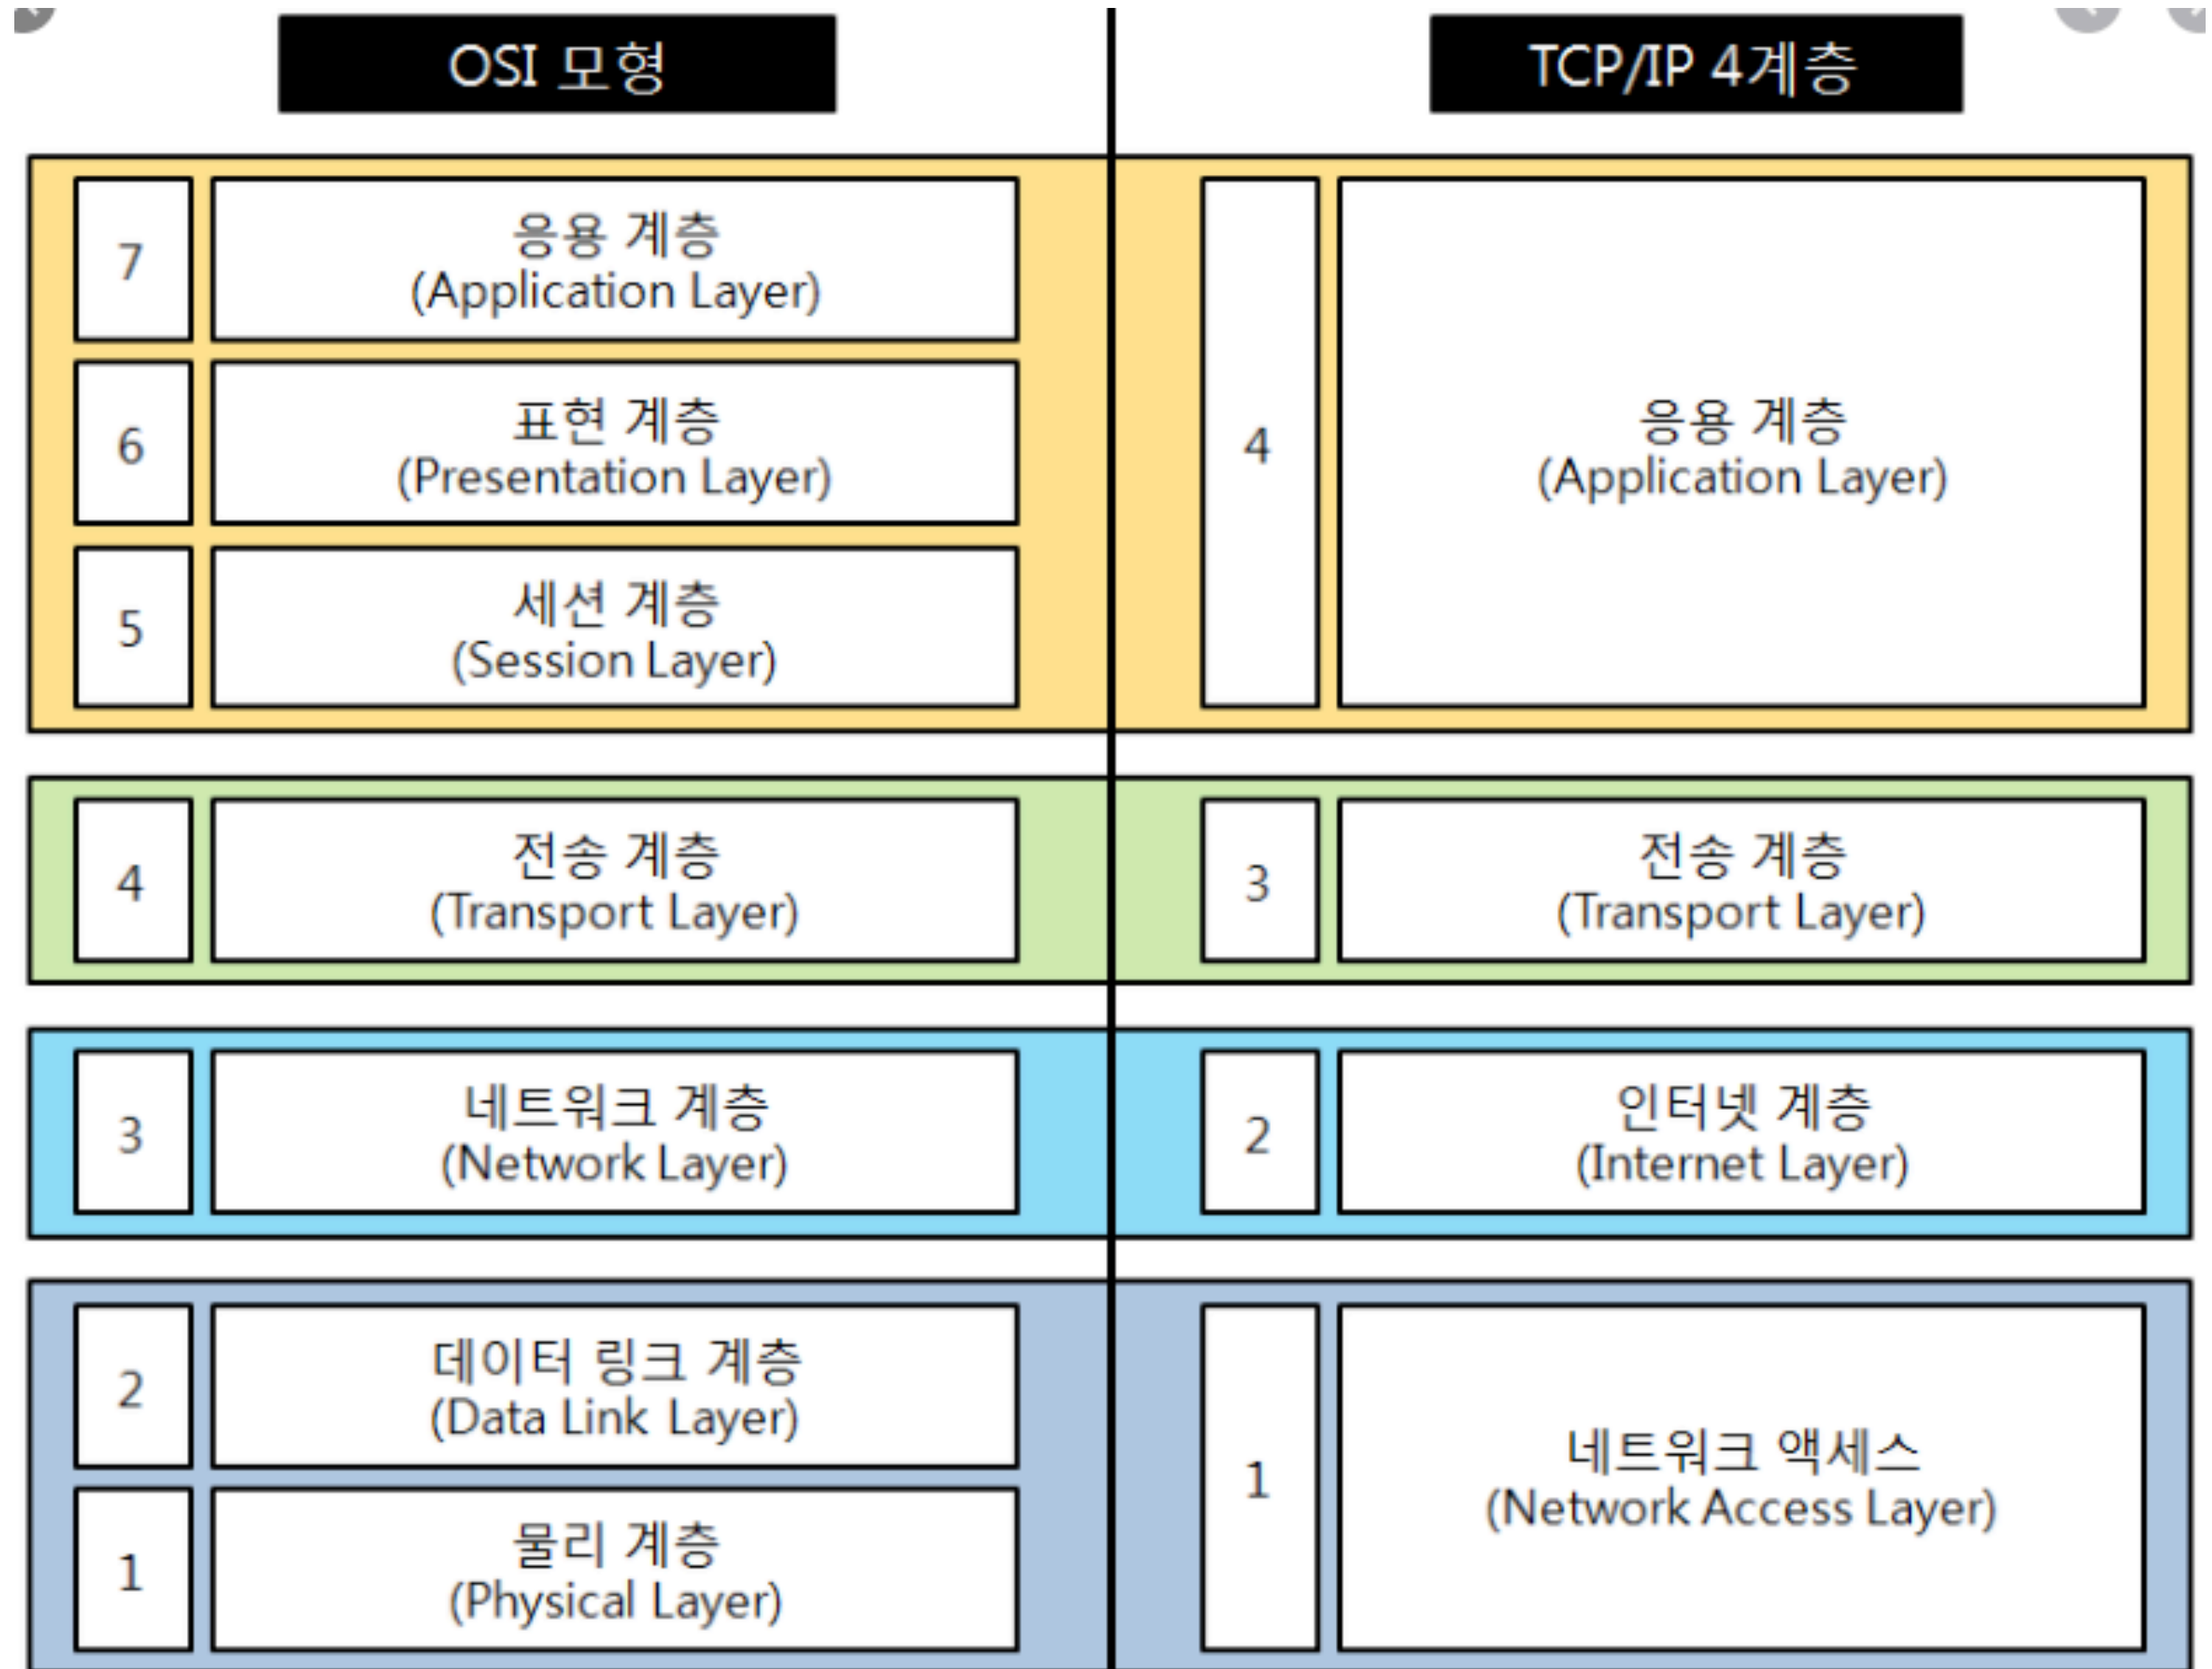 OSI 모형
TCP/IP 4계층
7
응용 계층
(Application Layer)
6
표현 계층
(Presentation Layer)
5
세션 계층
(Session Layer)
4
응용 계층
(Application Layer)
4
전송 계층
(Transport Layer)
3
전송 계층
(Transport Layer)
3
네트워크 계층
(Network Layer)
2
인터넷 계층
(Internet Layer)
2
데이터 링크 계층
(Data Link Layer)
1
물리 계층
(Physical Layer)
1
네트워크 액세스
(Network Access Layer)